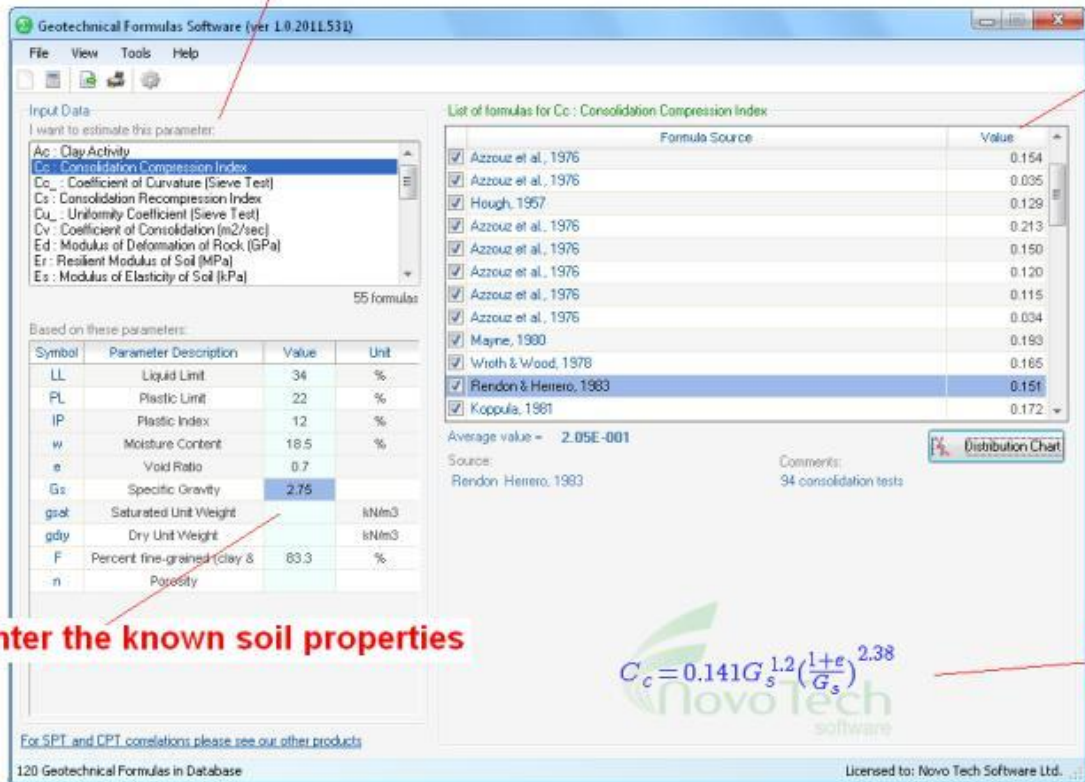 Geotechnical Formulas Software (ver 1.0.2011.531)
File View Tools Help
Input Data
I want to estimate this parameter:
Ac : Clay Activity
Cc : Consolidation Compression Index
Cc_ : Coefficient of Curvature (Sieve Test)
Cs : Consolidation Recompression Index
Cu_ : Uniformity Coefficient (Sieve Test)
Cv : Coefficient of Consolidation (m2/sec)
Ed : Modulus of Deformation of Rock (GPa)
Er : Resilient Modulus of Soil (MPa)
Es : Modulus of Elasticity of Soil (kPa)
55 formulas
Based on these parameters:
Symbol Parameter Description Value Unit
LL Liquid Limit 34 %
PL Plastic Limit 22 %
IP Plastic Index 12 %
w Moisture Content 18.5 %
e Void Ratio 0.7
Gs Specific Gravity 2.75
gsat Saturated Unit Weight kN/m3
gdry Dry Unit Weight kN/m3
F Percent fine-grained (clay & 83.3 %
n Porosity
nter the known soil properties
For SPT and CPT correlations please see our other products
120 Geotechnical Formulas in Database
List of formulas for Cc : Consolidation Compression Index
Formula Source Value
Azzouz et al., 1976 0.154
Azzouz et al., 1976 0.035
Hough, 1957 0.129
Azzouz et al., 1976 0.213
Azzouz et al., 1976 0.150
Azzouz et al., 1976 0.120
Azzouz et al., 1976 0.115
Azzouz et al., 1976 0.034
Mayne, 1980 0.193
Wroth & Wood, 1978 0.165
Rendon & Herrero, 1983 0.151
Koppula, 1981 0.172
Average value = 2.05E-001
Distribution Chart
Source: Comments:
Rendon Herrero, 1983 94 consolidation tests
C_c = 0.141G_s^1.2((1+e)/G_s)^2.38
NovoTech
software
Licensed to: Novo Tech Software Ltd.